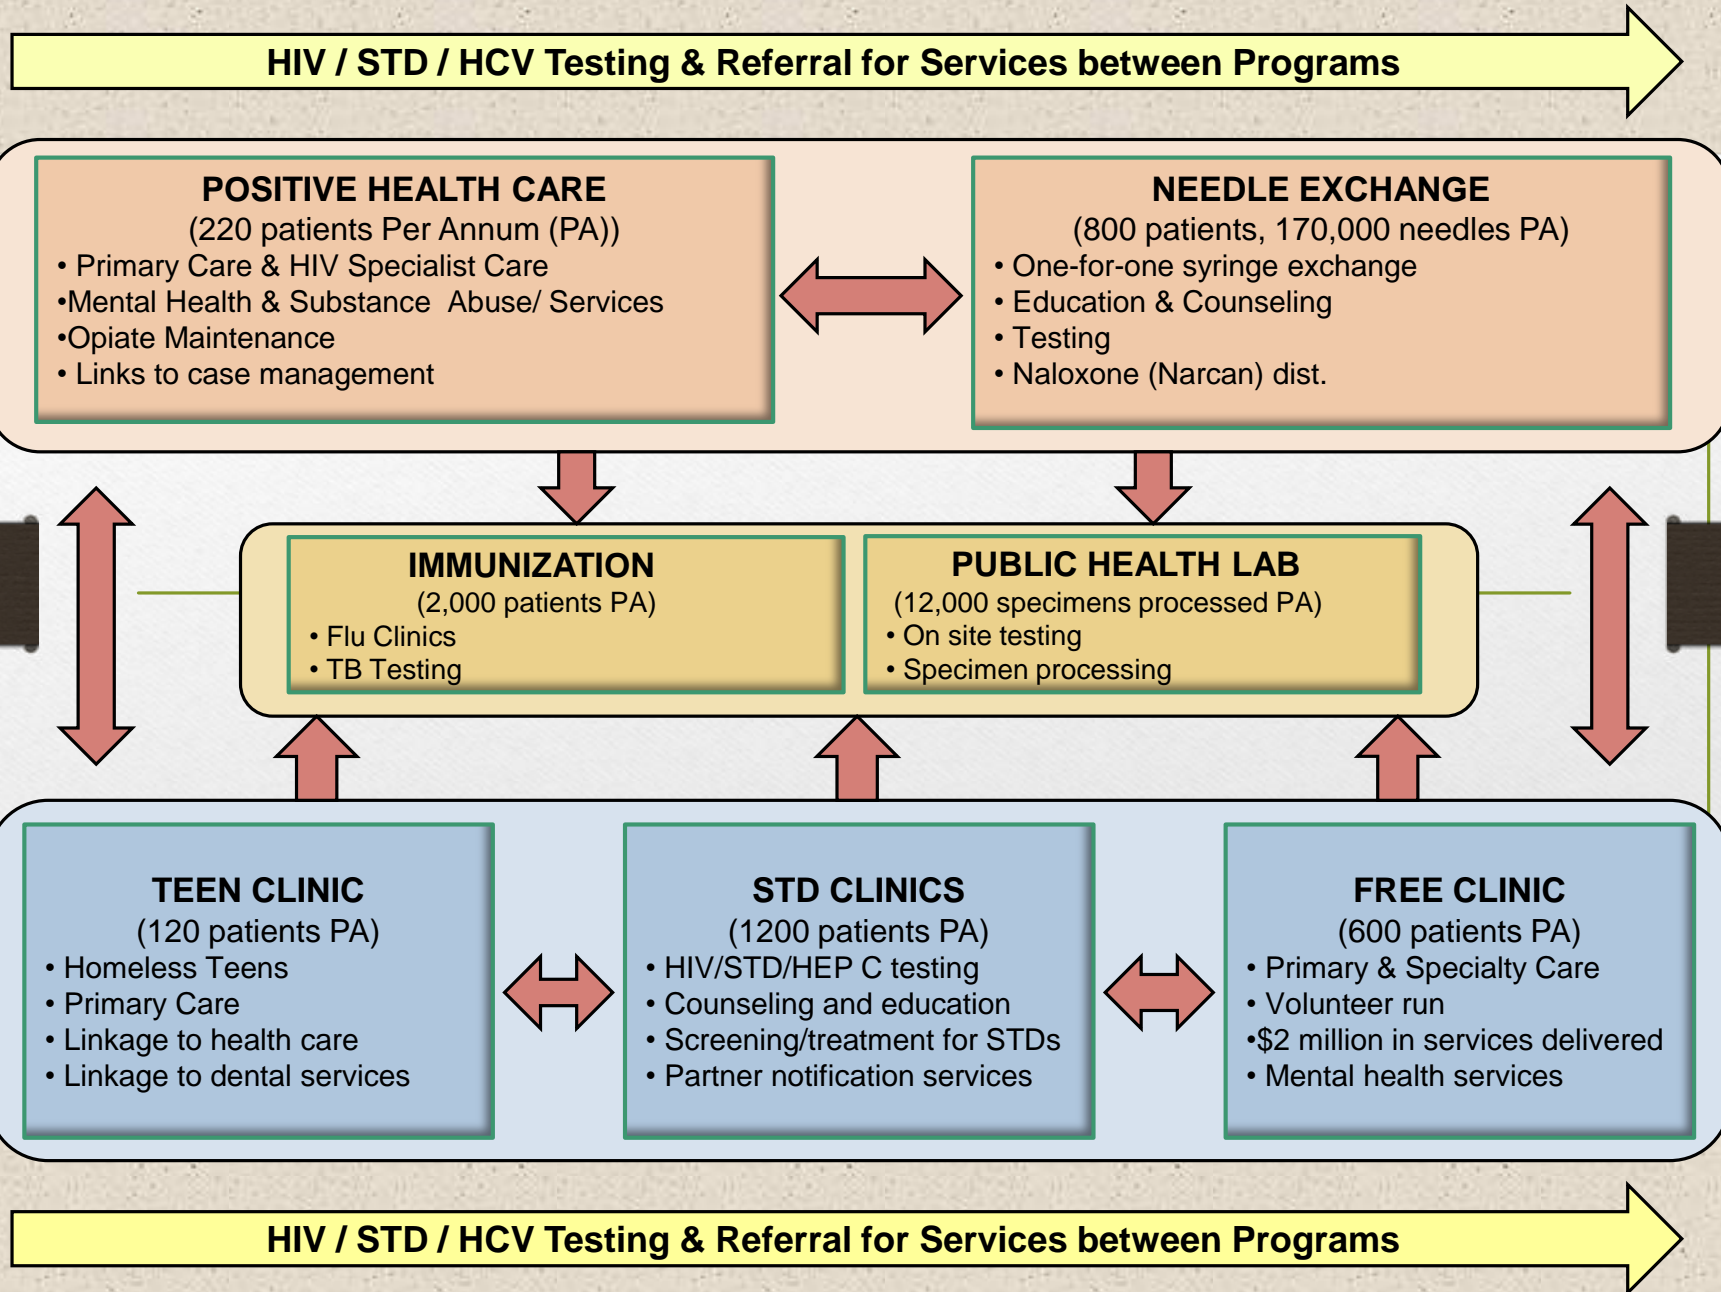 HIV / STD / HCV Testing & Referral for Services between Programs
POSITIVE HEALTH CARE
(220 patients Per Annum (PA))
• Primary Care & HIV Specialist Care
•Mental Health & Substance Abuse/ Services
•Opiate Maintenance
• Links to case management
NEEDLE EXCHANGE
(800 patients, 170,000 needles PA)
• One-for-one syringe exchange
• Education & Counseling
• Testing
• Naloxone (Narcan) dist.
IMMUNIZATION
(2,000 patients PA)
• Flu Clinics
• TB Testing
PUBLIC HEALTH LAB
(12,000 specimens processed PA)
• On site testing
• Specimen processing
TEEN CLINIC
(120 patients PA)
• Homeless Teens
• Primary Care
• Linkage to health care
• Linkage to dental services
STD CLINICS
(1200 patients PA)
• HIV/STD/HEP C testing
• Counseling and education
• Screening/treatment for STDs
• Partner notification services
FREE CLINIC
(600 patients PA)
• Primary & Specialty Care
• Volunteer run
•$2 million in services delivered
• Mental health services
HIV / STD / HCV Testing & Referral for Services between Programs